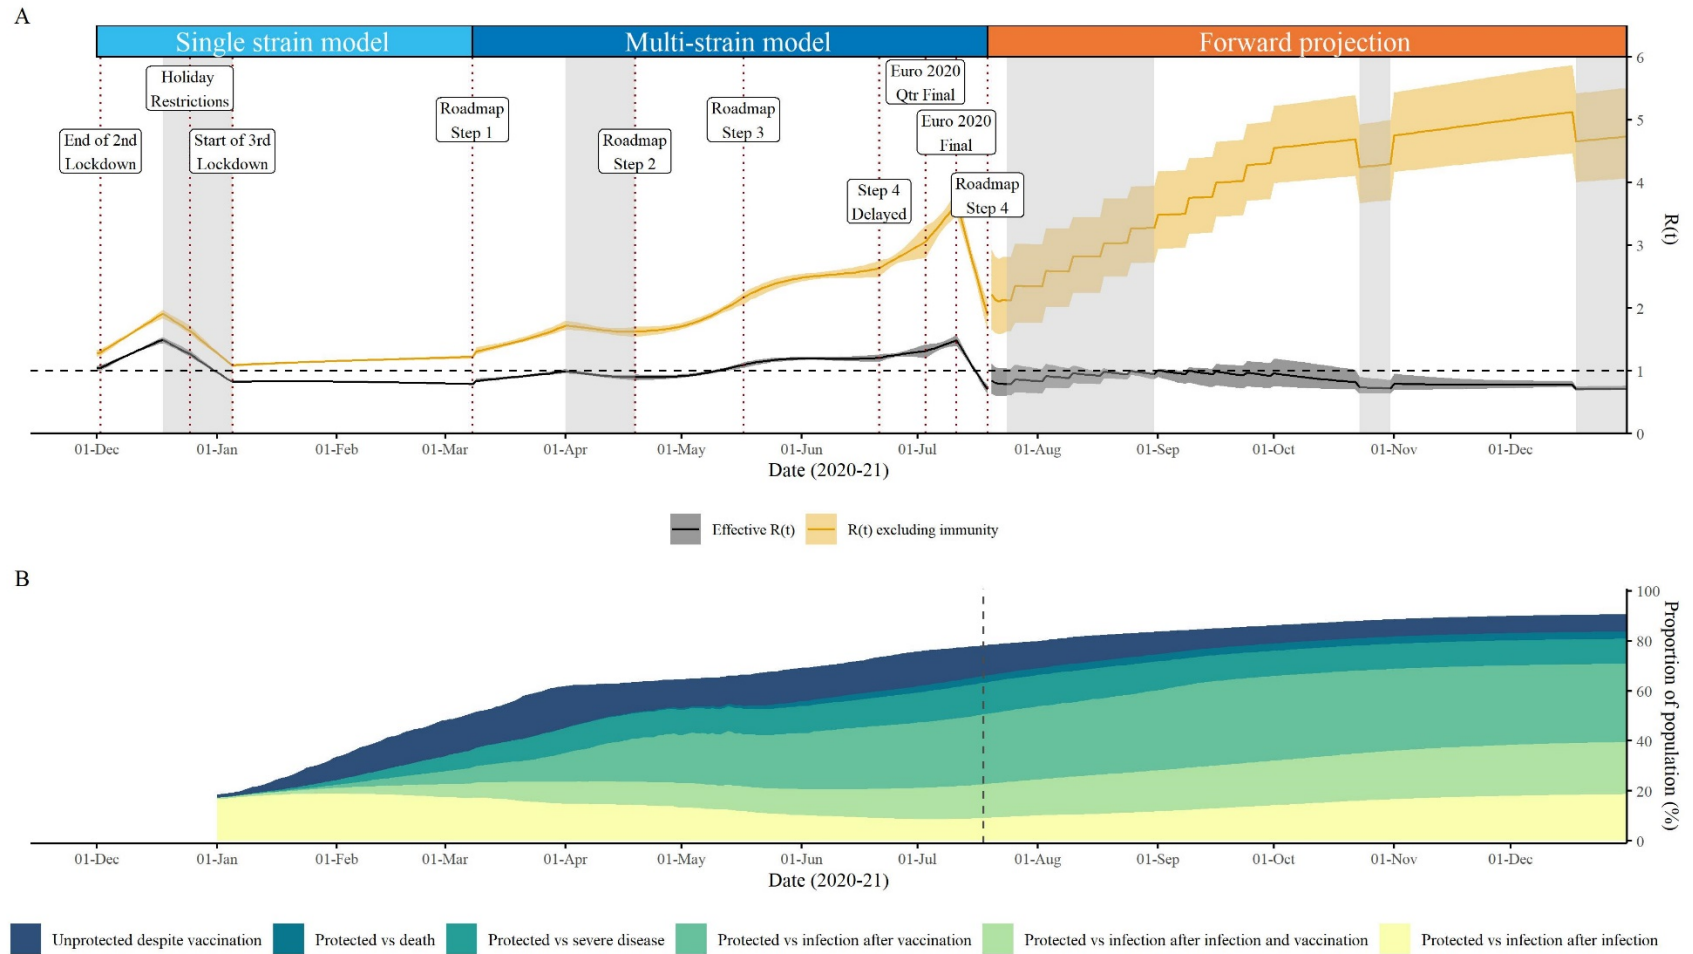 A
Single strain model
Multi-strain model
Forward projection
Holiday
Restrictions
End of 2nd
Lockdown
Start of 3rd
Lockdown
Roadmap
Step 1
Roadmap
Step 2
Roadmap
Step 3
Step 4
Delayed
Euro 2020
Qtr Final
Euro 2020
Final
Roadmap
Step 4
6
5
4
3
2
1
0
R(t)
01-Dec
01-Jan
01-Feb
01-Mar
01-Apr
01-May
01-Jun
01-Jul
01-Aug
01-Sep
01-Oct
01-Nov
01-Dec
Date (2020-21)
Effective R(t)
R(t) excluding immunity
B
100
80
60
40
20
0
Proportion of population (%)
01-Dec
01-Jan
01-Feb
01-Mar
01-Apr
01-May
01-Jun
01-Jul
01-Aug
01-Sep
01-Oct
01-Nov
01-Dec
Date (2020-21)
Unprotected despite vaccination
Protected vs death
Protected vs severe disease
Protected vs infection after vaccination
Protected vs infection after infection and vaccination
Protected vs infection after infection